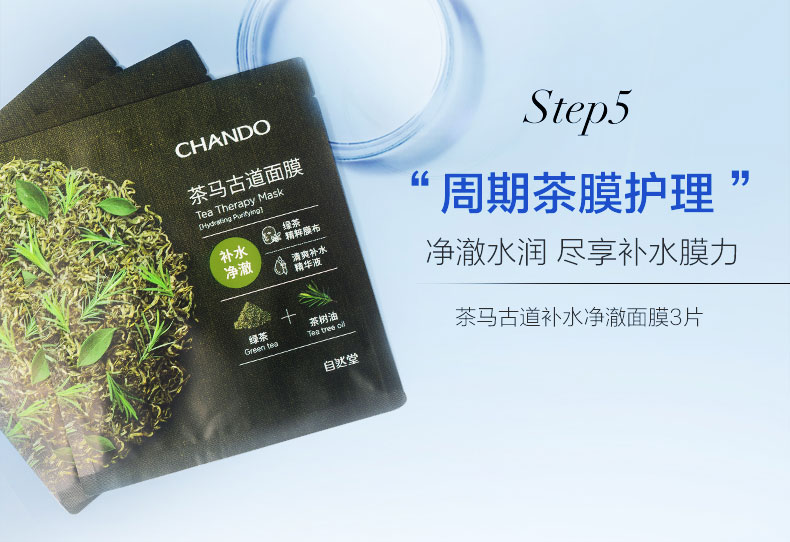 CHANDO
茶马古道面膜
Tea Therapy Mask
[Hydrating Purifying]
补水
净澈
绿茶
精粹膜布
清爽补水
精华液
绿茶
Green tea
茶树油
Tea tree oil
自然堂
Step5
“周期茶膜护理”
净澈水润 尽享补水膜力
茶马古道补水净澈面膜3片